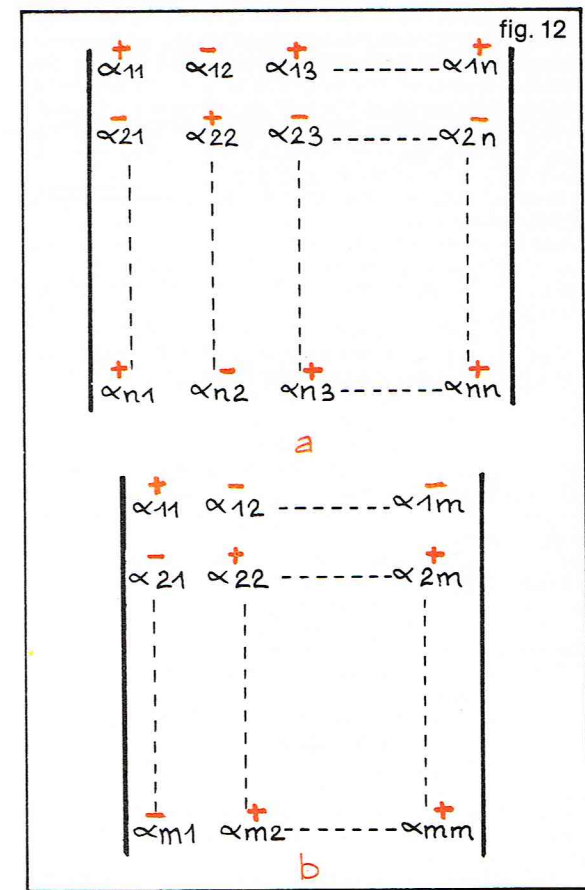 fig. 12
+ - + +
α11 α12 α13 ------- α1n
- + - -
α21 α22 α23 ------- α2n
+ - + +
αn1 αn2 αn3 ------- αnn
a
+ - -
α11 α12 -------- α1m
- + +
α21 α22 -------- α2m
- + +
αm1 αm2 -------- αmm
b